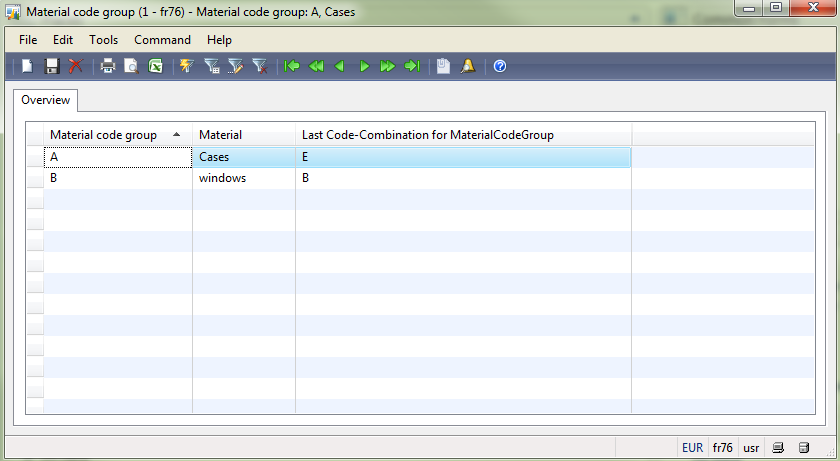 Material code group (1 - fr76) - Material code group: A, Cases
File Edit Tools Command Help
Overview
Material code group Material Last Code-Combination for MaterialCodeGroup
A Cases E
B windows B
EUR fr76 usr